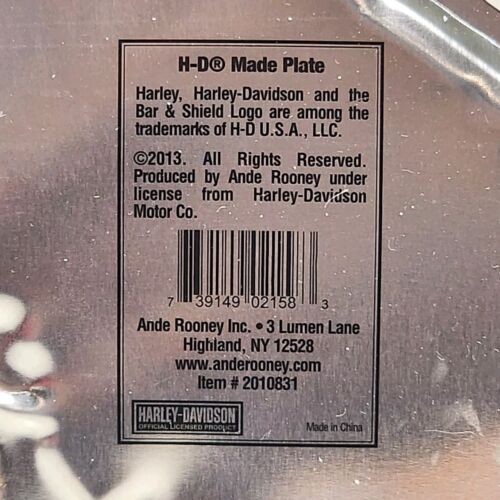 H-D® Made Plate
Harley, Harley-Davidson and the
Bar & Shield Logo are among the
trademarks of H-D U.S.A., LLC.
©2013. All Rights Reserved.
Produced by Ande Rooney under
license from Harley-Davidson
Motor Co.
7 39149 02158 3
Ande Rooney Inc. • 3 Lumen Lane
Highland, NY 12528
www.anderooney.com
Item # 2010831
HARLEY-DAVIDSON
OFFICIAL LICENSED PRODUCT
Made in China